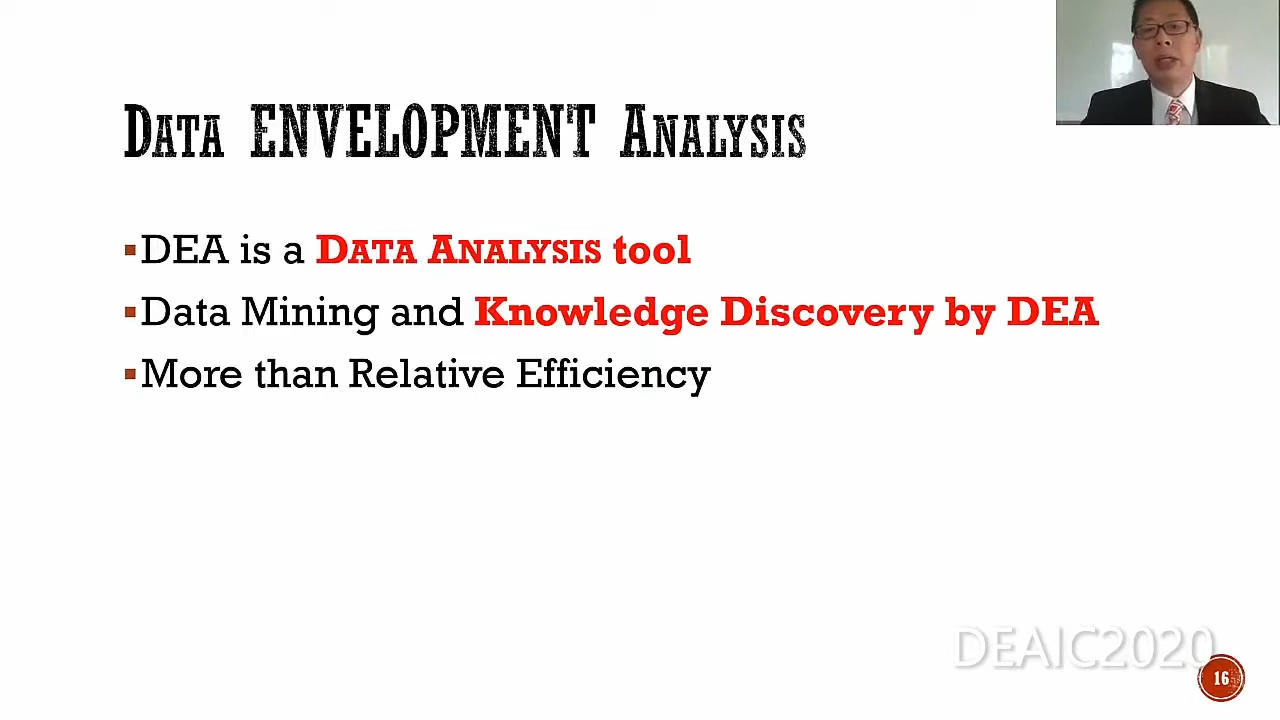 Data ENVELOPMENT Analysis
▪DEA is a Data Analysis tool
▪Data Mining and Knowledge Discovery by DEA
▪More than Relative Efficiency
DEAIC2020
16